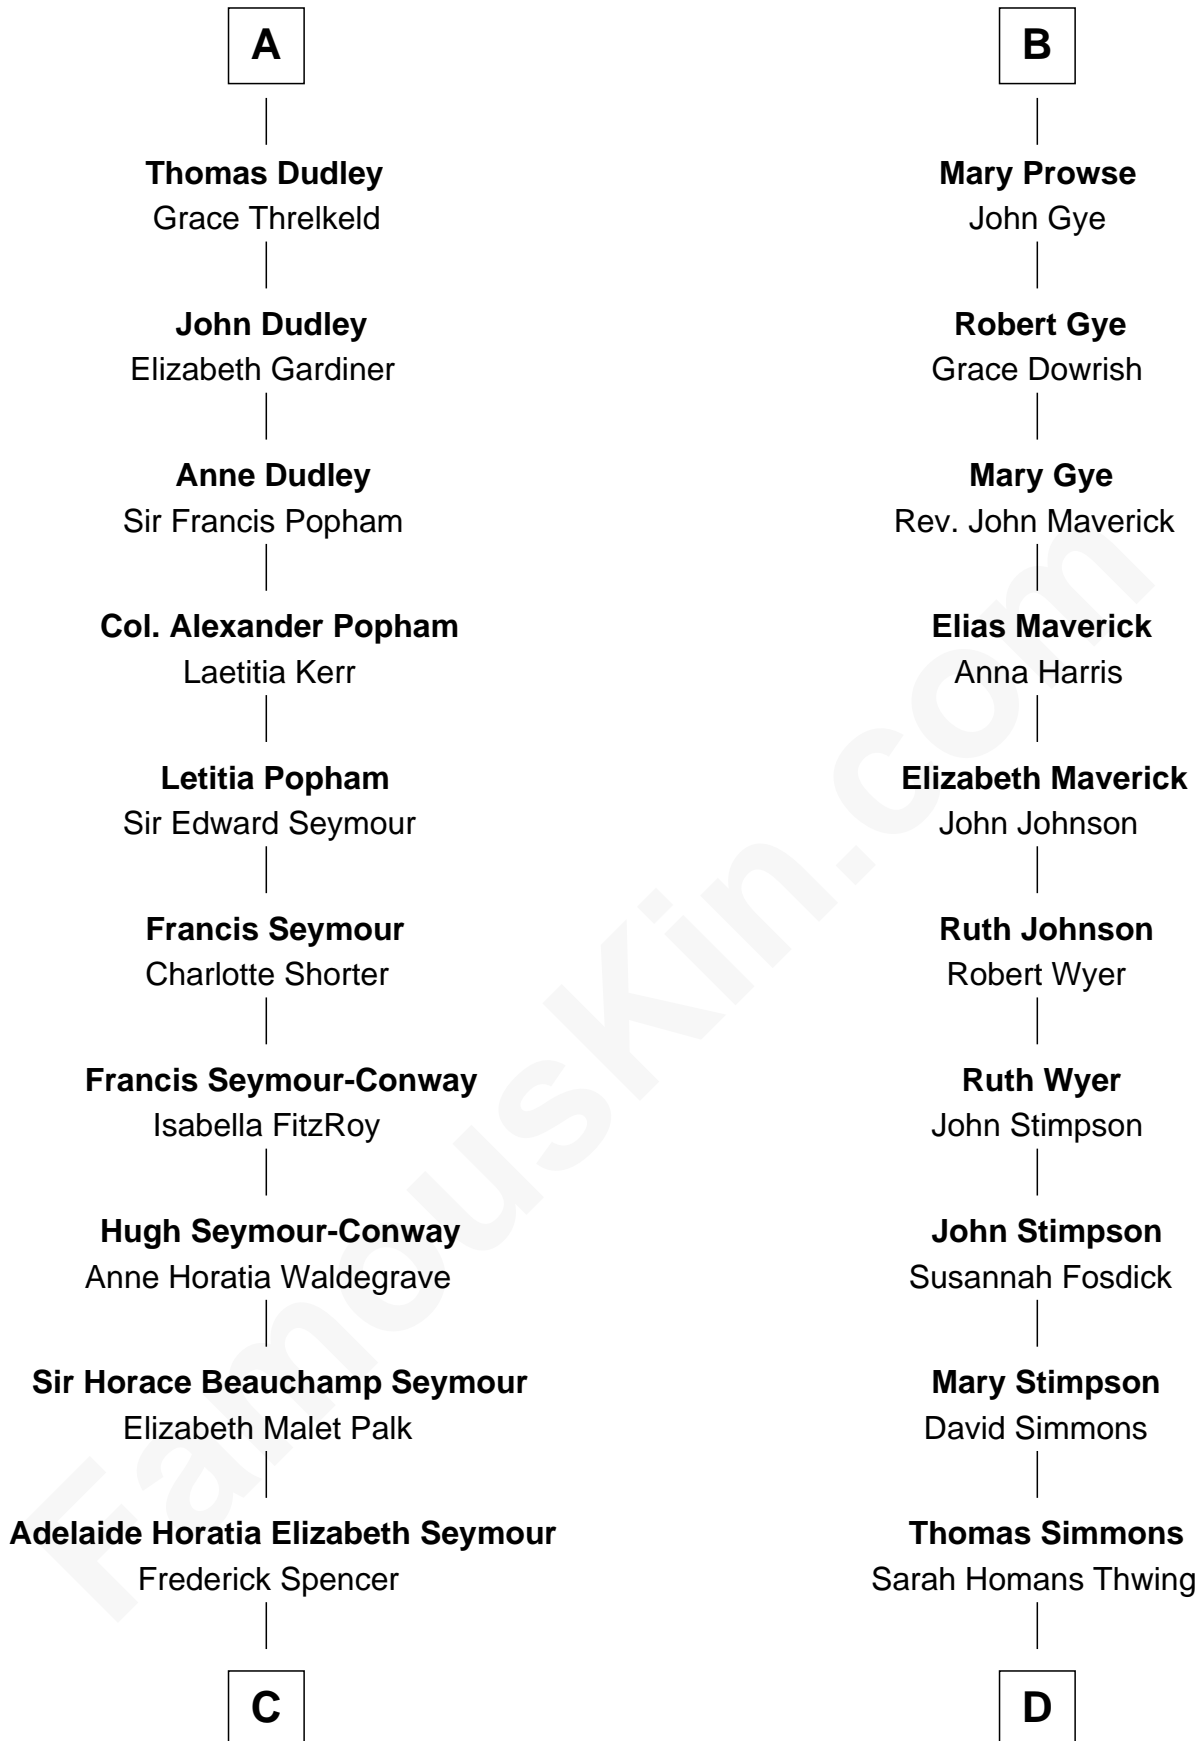 A
Thomas Dudley
Grace Threlkeld
John Dudley
Elizabeth Gardiner
Anne Dudley
Sir Francis Popham
Col. Alexander Popham
Laetitia Kerr
Letitia Popham
Sir Edward Seymour
Francis Seymour
Charlotte Shorter
Francis Seymour-Conway
Isabella FitzRoy
Hugh Seymour-Conway
Anne Horatia Waldegrave
Sir Horace Beauchamp Seymour
Elizabeth Malet Palk
Adelaide Horatia Elizabeth Seymour
Frederick Spencer
C
B
Mary Prowse
John Gye
Robert Gye
Grace Dowrish
Mary Gye
Rev. John Maverick
Elias Maverick
Anna Harris
Elizabeth Maverick
John Johnson
Ruth Johnson
Robert Wyer
Ruth Wyer
John Stimpson
John Stimpson
Susannah Fosdick
Mary Stimpson
David Simmons
Thomas Simmons
Sarah Homans Thwing
D
FamousKin.com